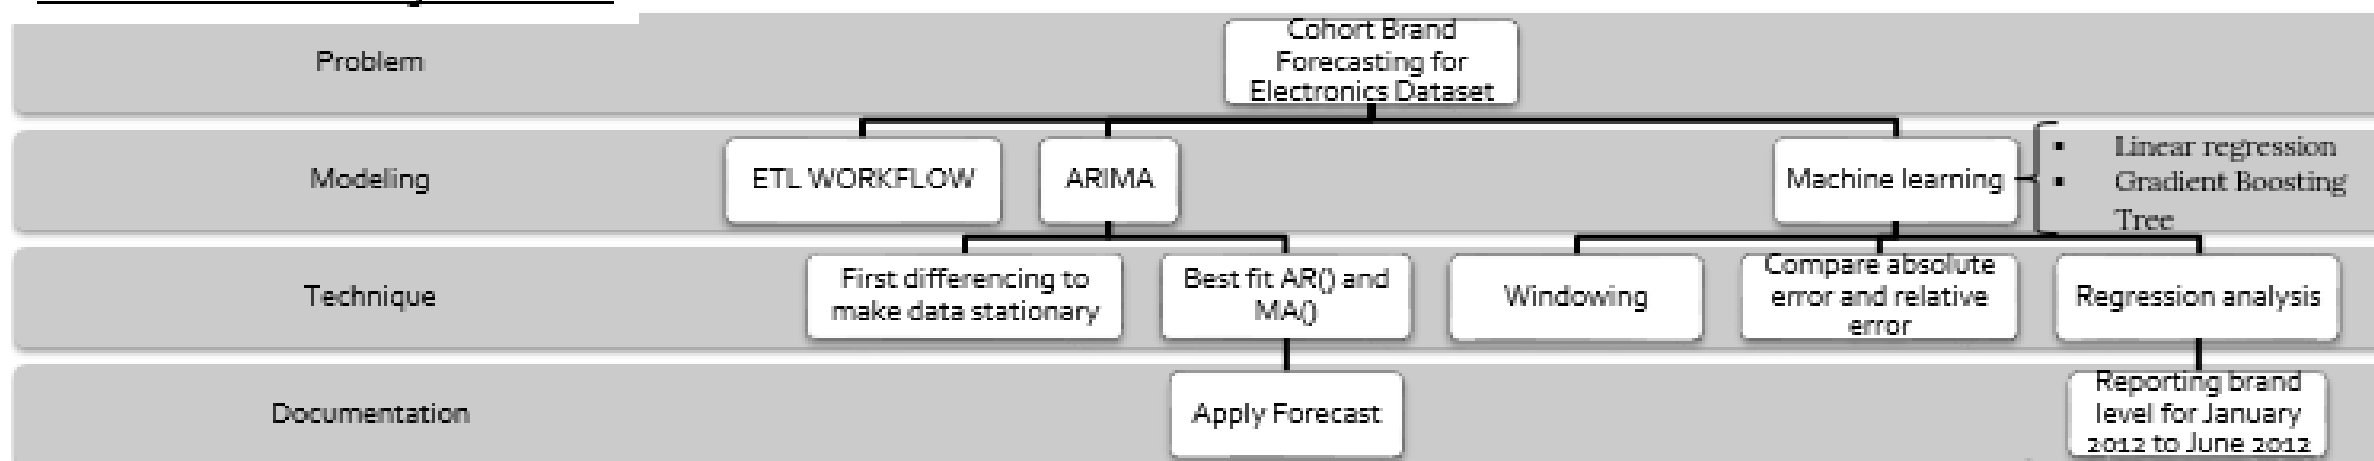 Problem
Cohort Brand
Forecasting for
Electronics Dataset
Modeling
ETL WORKFLOW
ARIMA
Machine learning
▪ Linear regression
▪ Gradient Boosting
Tree
Technique
First differencing to
make data stationary
Best fit AR() and
MA()
Windowing
Compare absolute
error and relative
error
Regression analysis
Documentation
Apply Forecast
Reporting brand
level for January
2012 to June 2012